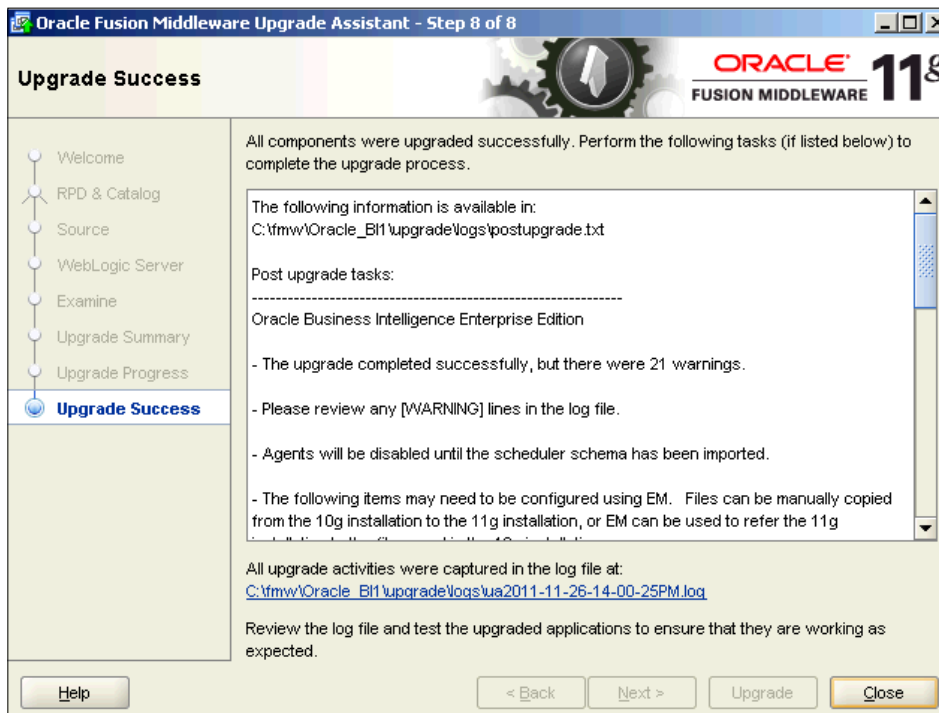 Oracle Fusion Middleware Upgrade Assistant - Step 8 of 8
Upgrade Success
ORACLE
FUSION MIDDLEWARE
11g
Welcome
RPD & Catalog
Source
WebLogic Server
Examine
Upgrade Summary
Upgrade Progress
Upgrade Success
All components were upgraded successfully. Perform the following tasks (if listed below) to
complete the upgrade process.
The following information is available in:
C:\fmw\Oracle_BI1\upgrade\logs\postupgrade.txt
Post upgrade tasks:
--------------------------------------------------------------
Oracle Business Intelligence Enterprise Edition
- The upgrade completed successfully, but there were 21 warnings.
- Please review any [WARNING] lines in the log file.
- Agents will be disabled until the scheduler schema has been imported.
- The following items may need to be configured using EM.   Files can be manually copied
from the 10g installation to the 11g installation, or EM can be used to refer the 11g
All upgrade activities were captured in the log file at:
C:\fmw\Oracle_BI1\upgrade\logs\ua2011-11-26-14-00-25PM.log
Review the log file and test the upgraded applications to ensure that they are working as
expected.
Help
< Back
Next >
Upgrade
Close